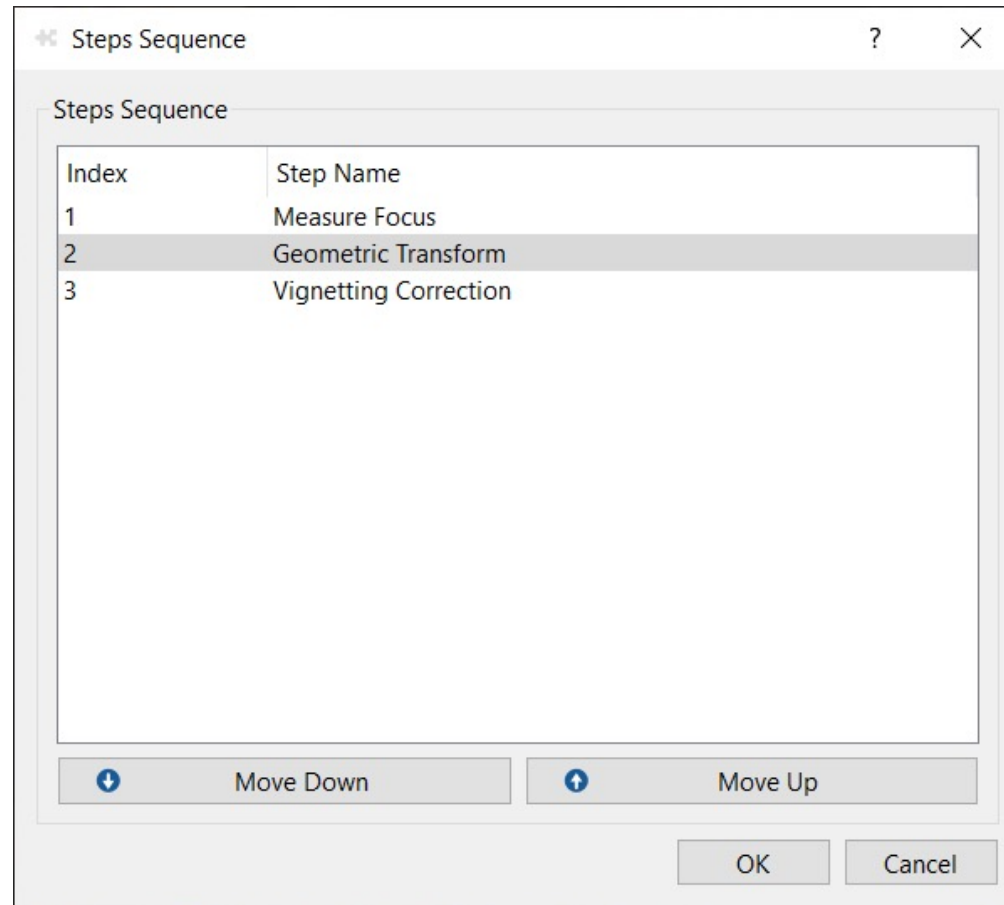 Steps Sequence ?
Steps Sequence
Index Step Name
1 Measure Focus
2 Geometric Transform
3 Vignetting Correction
Move Down Move Up
OK Cancel